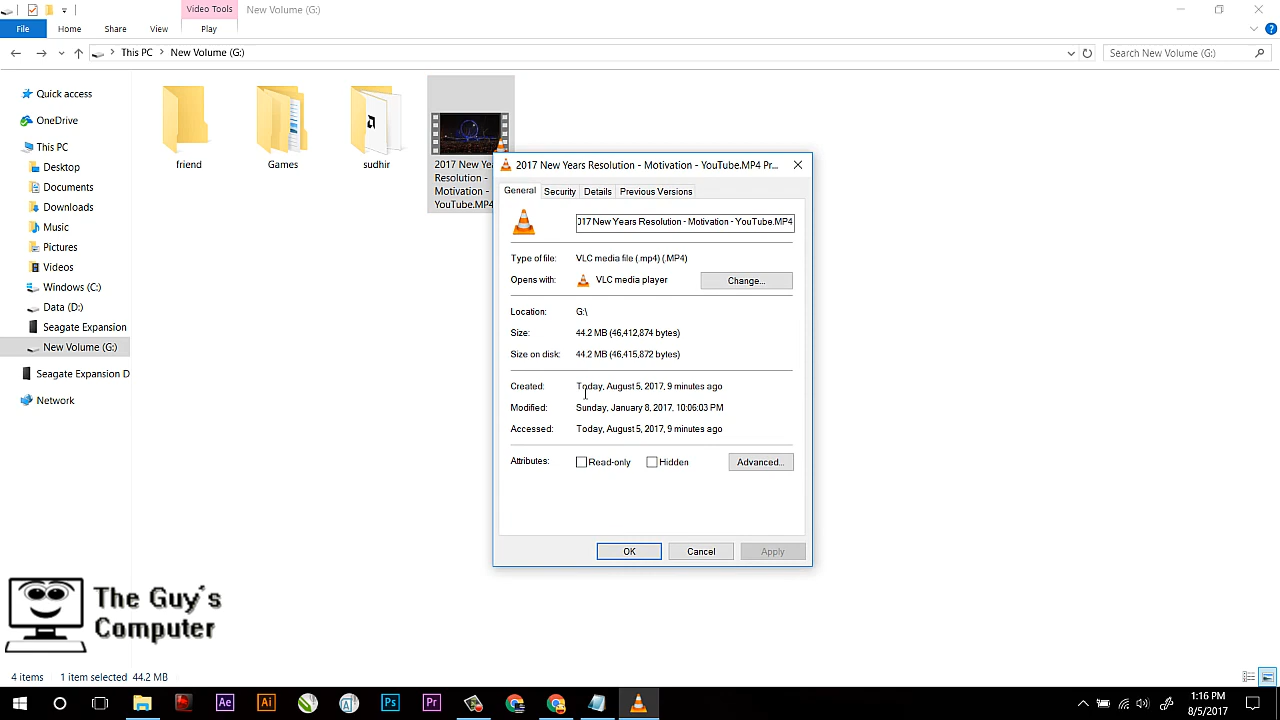 Video Tools
New Volume (G:)
File
Home
Share
View
Play
This PC
New Volume (G:)
Search New Volume (G:)
Quick access
OneDrive
This PC
Desktop
Documents
Downloads
Music
Pictures
Videos
Windows (C:)
Data (D:)
Seagate Expansion
New Volume (G:)
Seagate Expansion D
Network
friend
Games
sudhir
2017 New Ye
Resolution -
Motivation -
YouTube.MP4
2017 New Years Resolution - Motivation - YouTube.MP4 Pr...
General
Security
Details
Previous Versions
017 New Years Resolution - Motivation - YouTube.MP4
Type of file: VLC media file (.mp4) (.MP4)
Opens with: VLC media player
Change...
Location: G:\
Size: 44.2 MB (46,412,874 bytes)
Size on disk: 44.2 MB (46,415,872 bytes)
Created: Today, August 5, 2017, 9 minutes ago
Modified: Sunday, January 8, 2017, 10:06:03 PM
Accessed: Today, August 5, 2017, 9 minutes ago
Attributes: Read-only Hidden
Advanced...
OK
Cancel
Apply
The Guy's
Computer
4 items
1 item selected 44.2 MB
Ae
Ai
Ps
Pr
1:16 PM
8/5/2017